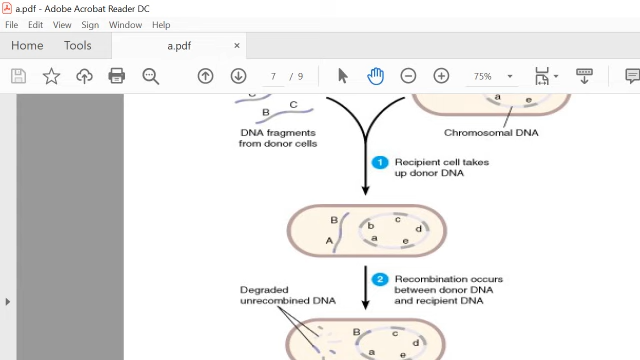 a.pdf - Adobe Acrobat Reader DC
File Edit View Sign Window Help
Home Tools a.pdf ×
7 / 9 75%
C
B C a e
DNA fragments
from donor cells
Chromosomal DNA
1 Recipient cell takes
up donor DNA
B b c d
A a e
2 Recombination occurs
between donor DNA
and recipient DNA
Degraded
unrecombined DNA
B c d
a e